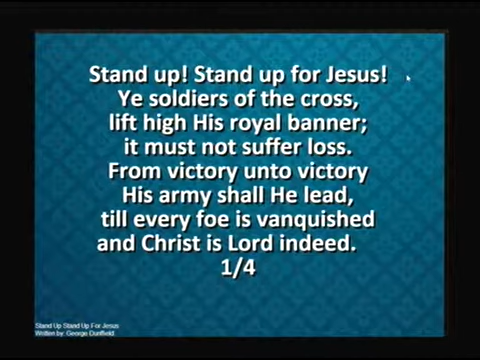 Stand up! Stand up for Jesus!
Ye soldiers of the cross,
lift high His royal banner;
it must not suffer loss.
From victory unto victory
His army shall He lead,
till every foe is vanquished
and Christ is Lord indeed.
1/4
Stand Up Stand Up For Jesus
Written by: George Duffield